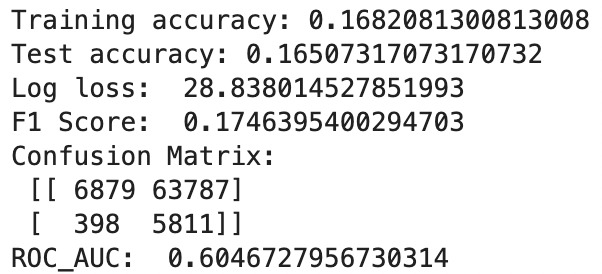 Training accuracy: 0.1682081300813008
Test accuracy: 0.16507317073170732
Log loss:  28.838014527851993
F1 Score:  0.1746395400294703
Confusion Matrix:
 [[ 6879 63787]
 [  398  5811]]
ROC_AUC:  0.6046727956730314